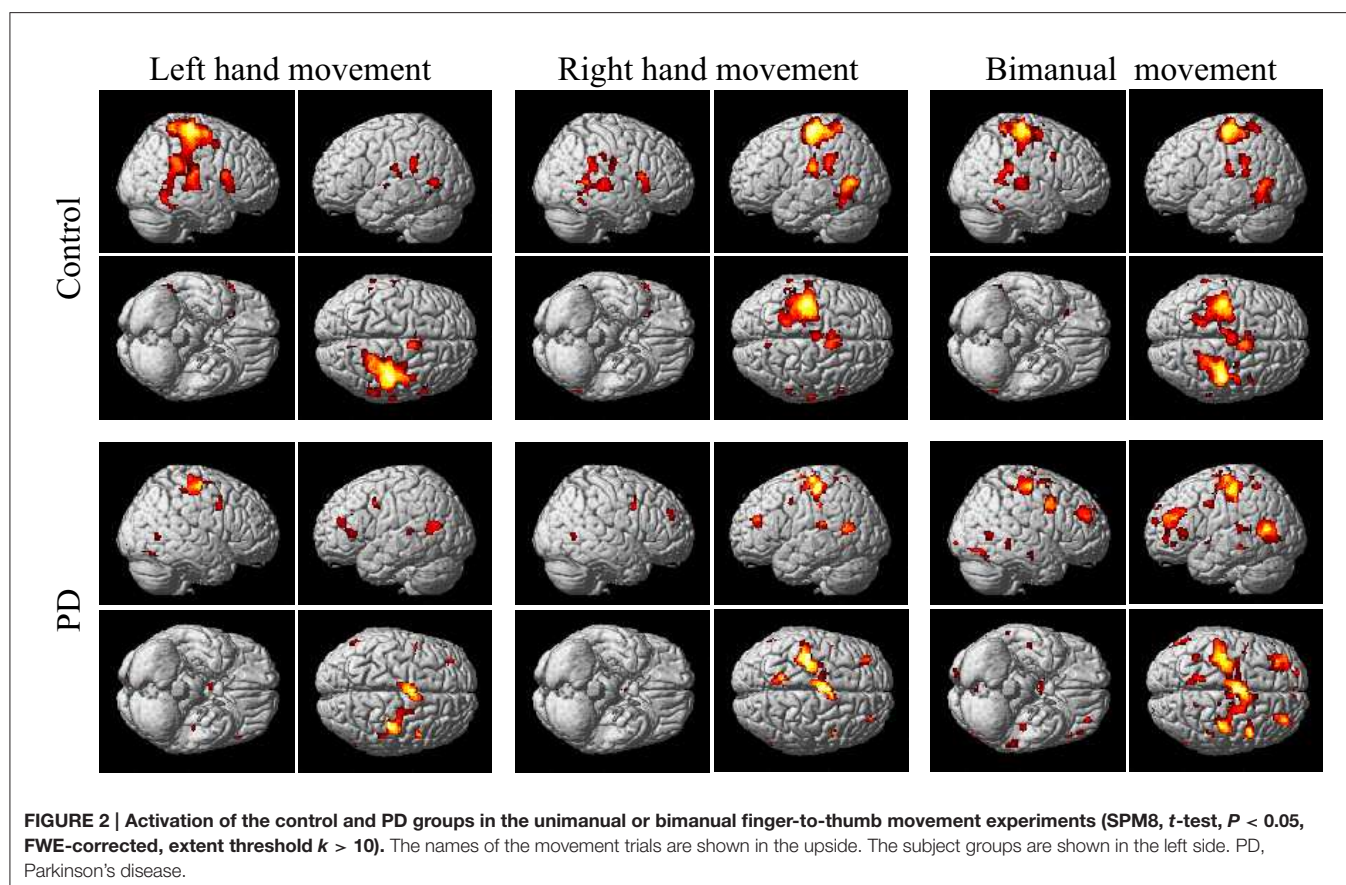 Left hand movement
Right hand movement
Bimanual movement
Control
PD
FIGURE 2 | Activation of the control and PD groups in the unimanual or bimanual finger-to-thumb movement experiments (SPM8, t-test, P < 0.05,
FWE-corrected, extent threshold k > 10). The names of the movement trials are shown in the upside. The subject groups are shown in the left side. PD,
Parkinson's disease.